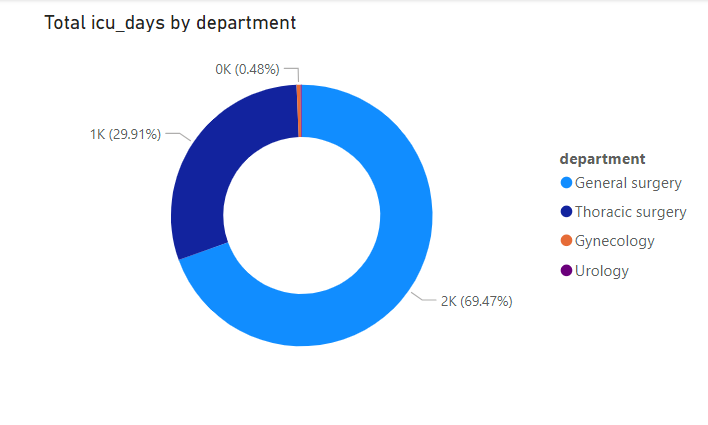 Total icu_days by department
0K (0.48%)
1K (29.91%)
2K (69.47%)
department
General surgery
Thoracic surgery
Gynecology
Urology